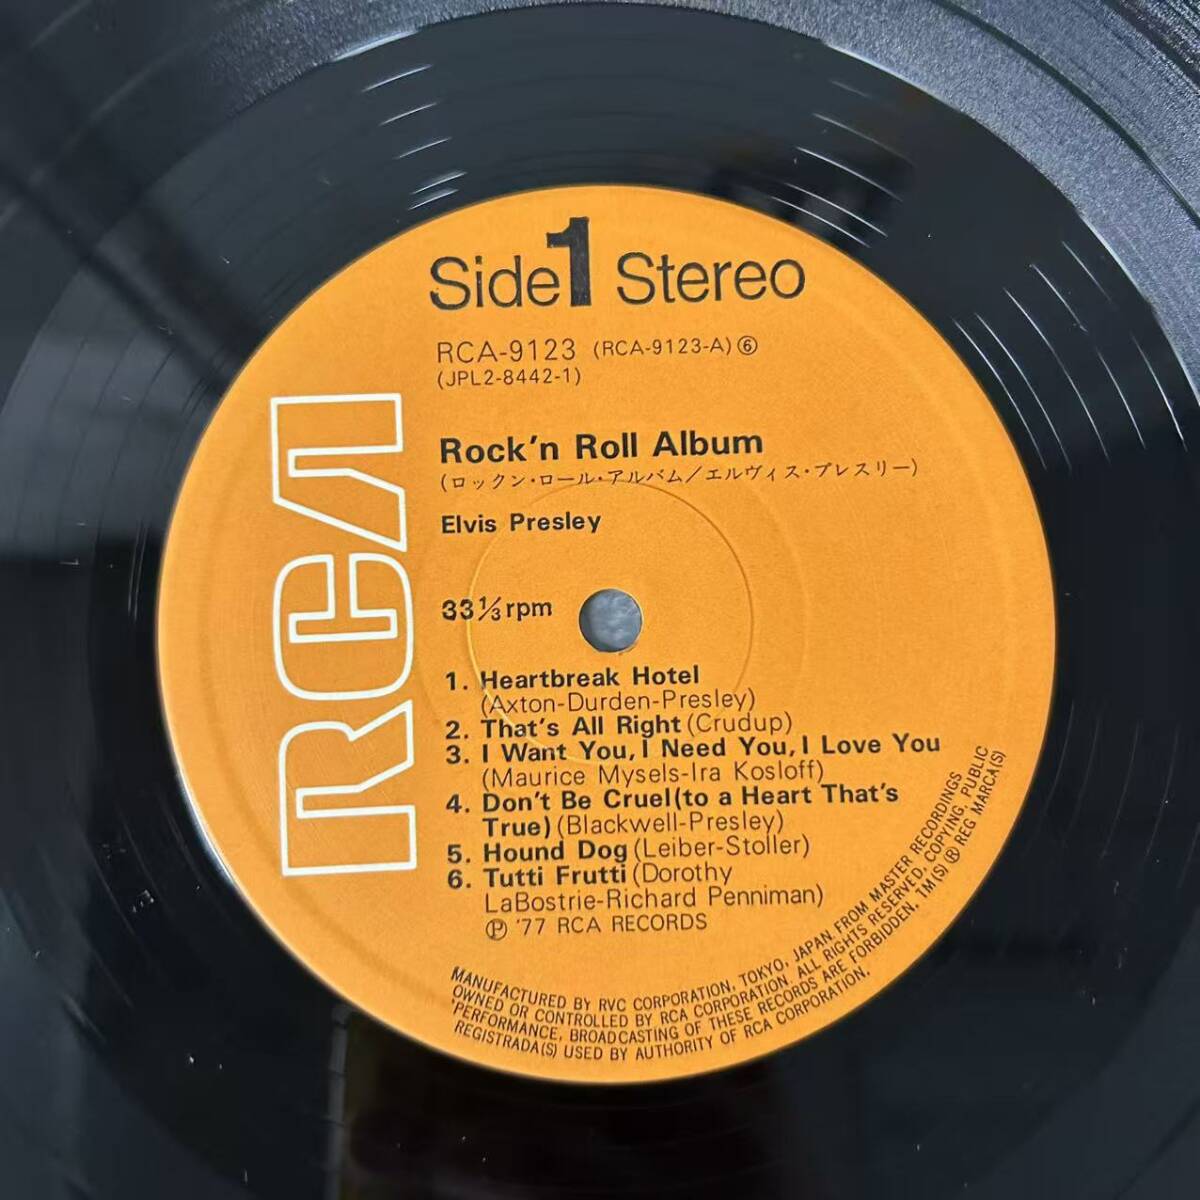 RCA
Side 1 Stereo
RCA-9123 (RCA-9123-A)⑥
(JPL2-8442-1)
Rock'n Roll Album
(ロックン・ロール・アルバム/エルヴィス・プレスリー)
Elvis Presley
33 1/3 rpm
1. Heartbreak Hotel
(Axton-Durden-Presley)
2. That's All Right (Crudup)
3. I Want You, I Need You, I Love You
(Maurice Mysels-Ira Kosloff)
4. Don't Be Cruel (to a Heart That's
True) (Blackwell-Presley)
5. Hound Dog (Leiber-Stoller)
6. Tutti Frutti (Dorothy
LaBostrie-Richard Penniman)
Ⓟ '77 RCA RECORDS
MANUFACTURED BY RVC CORPORATION, TOKYO, JAPAN. FROM MASTER RECORDINGS
OWNED OR CONTROLLED BY RCA CORPORATION. ALL RIGHTS RESERVED. COPYING, PUBLIC
PERFORMANCE, BROADCASTING OF THESE RECORDS ARE FORBIDDEN. TM(S) ® REG MARCA(S)
REGISTRADA(S) USED BY AUTHORITY OF RCA CORPORATION.